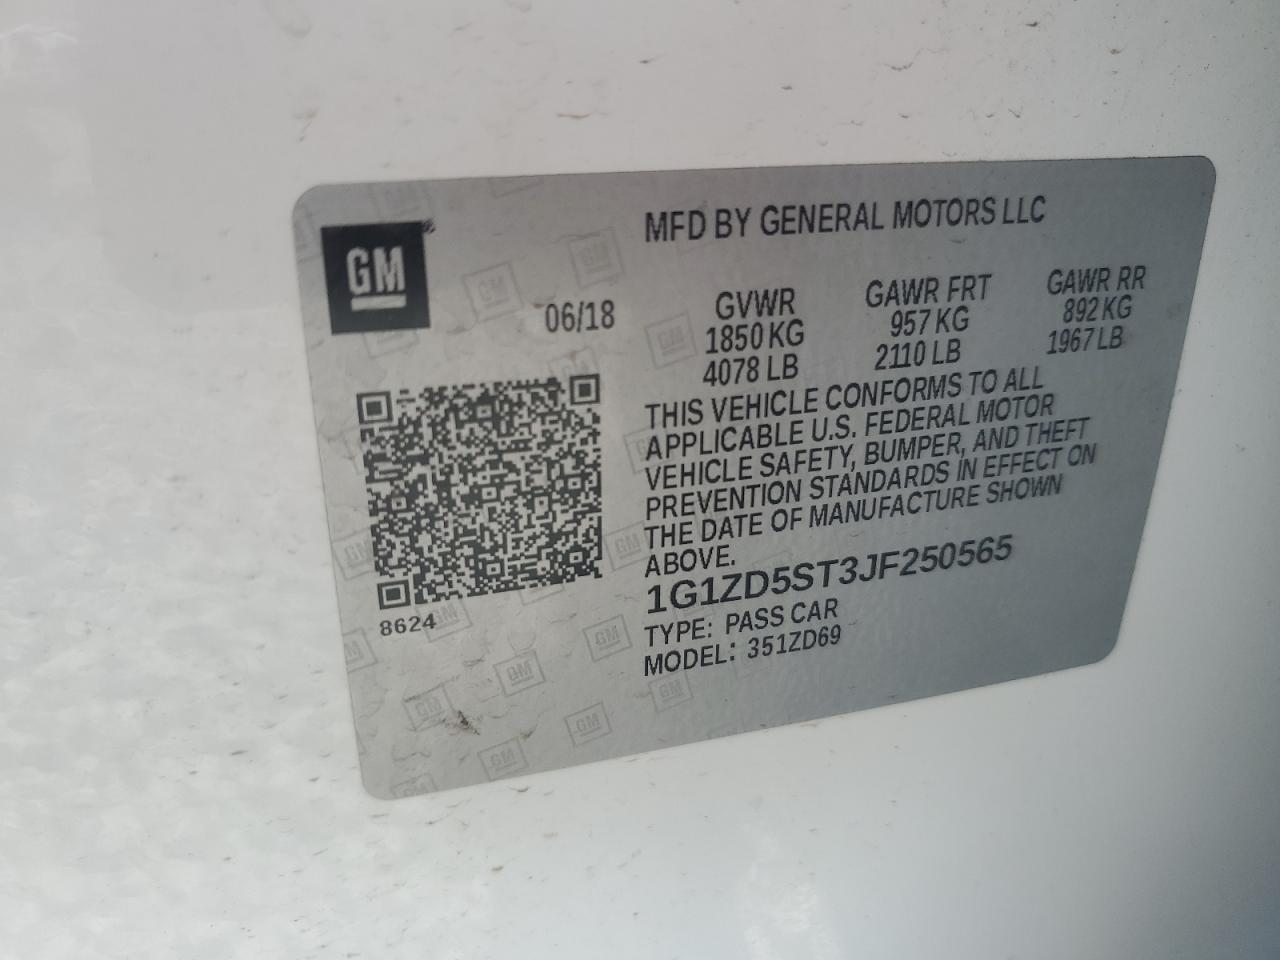 GM
MFD BY GENERAL MOTORS LLC
06/18
GVWR GAWR FRT GAWR RR
1850 KG 957 KG 892 KG
4078 LB 2110 LB 1967 LB
THIS VEHICLE CONFORMS TO ALL
APPLICABLE U.S. FEDERAL MOTOR
VEHICLE SAFETY, BUMPER, AND THEFT
PREVENTION STANDARDS IN EFFECT ON
THE DATE OF MANUFACTURE SHOWN
ABOVE.
1G1ZD5ST3JF250565
TYPE: PASS CAR
MODEL: 351ZD69
8624